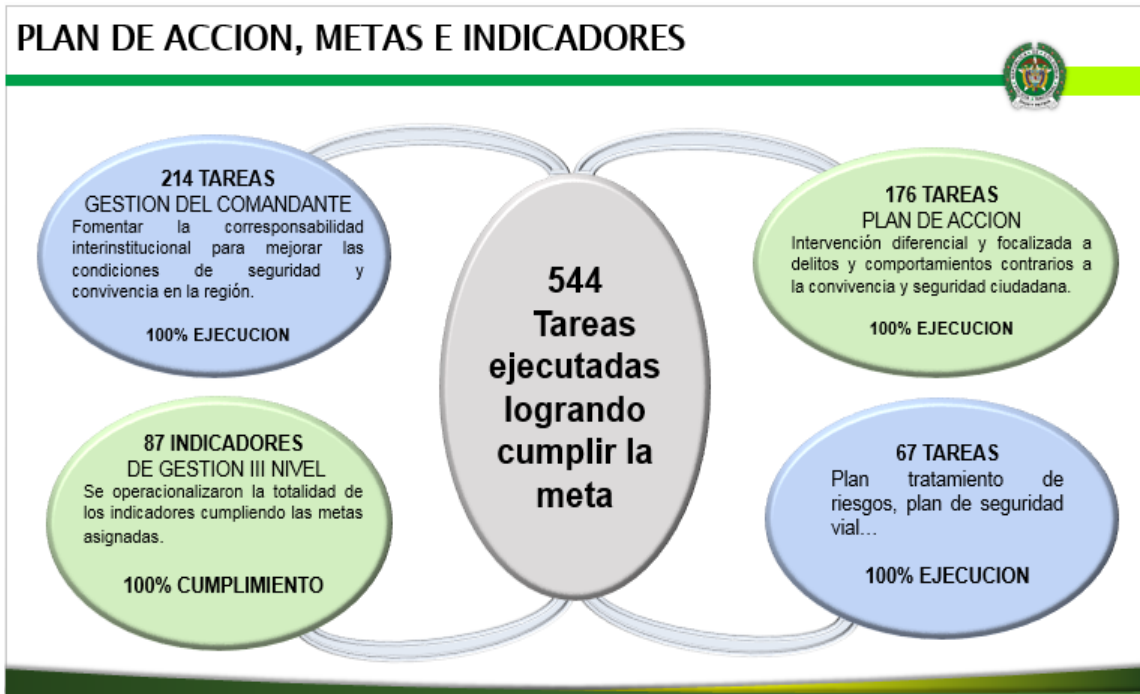 PLAN DE ACCION, METAS E INDICADORES
214 TAREAS
GESTION DEL COMANDANTE
Fomentar la corresponsabilidad
interinstitucional para mejorar las
condiciones de seguridad y
convivencia en la región.
100% EJECUCION
176 TAREAS
PLAN DE ACCION
Intervención diferencial y focalizada a
delitos y comportamientos contrarios a
la convivencia y seguridad ciudadana.
100% EJECUCION
544
Tareas
ejecutadas
logrando
cumplir la
meta
87 INDICADORES
DE GESTION III NIVEL
Se operacionalizaron la totalidad de
los indicadores cumpliendo las metas
asignadas.
100% CUMPLIMIENTO
67 TAREAS
Plan tratamiento de
riesgos, plan de seguridad
vial...
100% EJECUCION